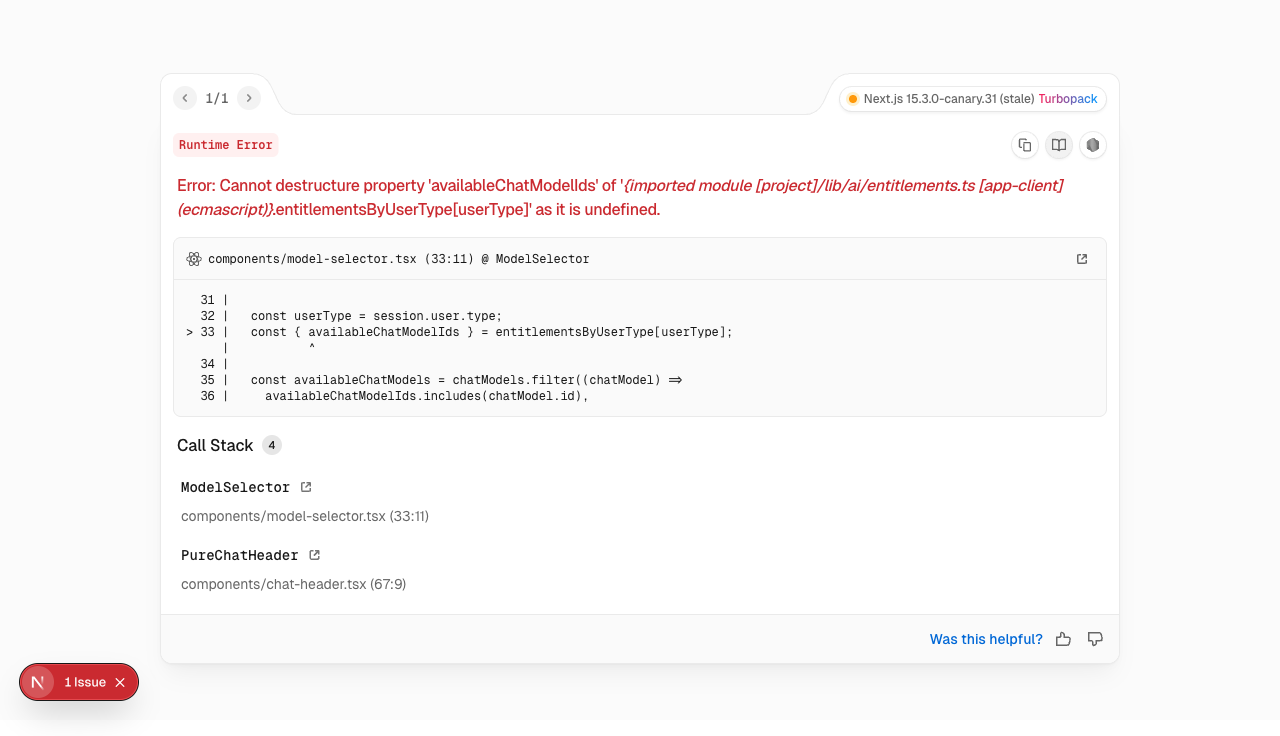 1/1
Next.js 15.3.0-canary.31 (stale) Turbopack
Runtime Error
Error: Cannot destructure property 'availableChatModelIds' of '{imported module [project]/lib/ai/entitlements.ts [app-client]
(ecmascript)}.entitlementsByUserType[userType]' as it is undefined.
components/model-selector.tsx (33:11) @ ModelSelector
31 |
32 |   const userType = session.user.type;
> 33 |   const { availableChatModelIds } = entitlementsByUserType[userType];
|           ^
34 |
35 |   const availableChatModels = chatModels.filter((chatModel) =>
36 |     availableChatModelIds.includes(chatModel.id),
Call Stack 4
ModelSelector
components/model-selector.tsx (33:11)
PureChatHeader
components/chat-header.tsx (67:9)
Was this helpful?
N 1 Issue